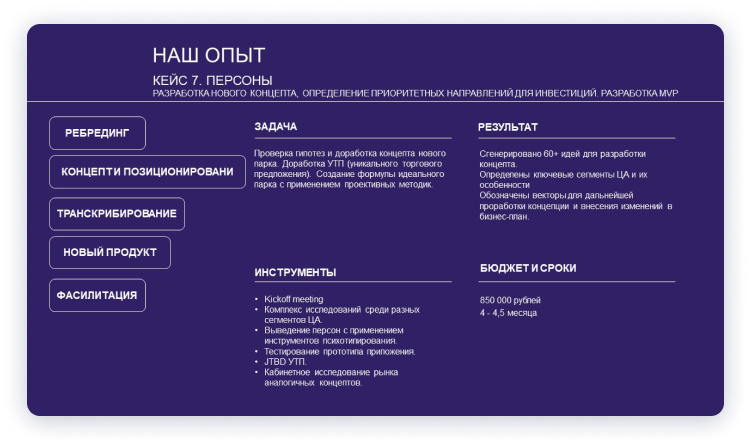 НАШ ОПЫТ
КЕЙС 7. ПЕРСОНЫ
РАЗРАБОТКА НОВОГО КОНЦЕПТА, ОПРЕДЕЛЕНИЕ ПРИОРИТЕТНЫХ НАПРАВЛЕНИЙ ДЛЯ ИНВЕСТИЦИЙ. РАЗРАБОТКА MVP
РЕБРЕДИНГ
КОНЦЕПТ И ПОЗИЦИОНИРОВАНИ
ТРАНСКРИБИРОВАНИЕ
НОВЫЙ ПРОДУКТ
ФАСИЛИТАЦИЯ
ЗАДАЧА
Проверка гипотез и доработка концепта нового
парка. Доработка УТП (уникального торгового
предложения). Создание формулы идеального
парка с применением проективных методик.
РЕЗУЛЬТАТ
Сгенерировано 60+ идей для разработки
концепта.
Определены ключевые сегменты ЦА и их
особенности
Обозначены векторы для дальнейшей
проработки концепции и внесения изменений в
бизнес-план.
ИНСТРУМЕНТЫ
• Kickoff meeting
• Комплекс исследований среди разных
сегментов ЦА.
• Выведение персон с применением
инструментов психотипирования.
• Тестирование прототипа приложения.
• JTBD УТП.
• Кабинетное исследование рынка
аналогичных концептов.
БЮДЖЕТ И СРОКИ
850 000 рублей
4 - 4,5 месяца